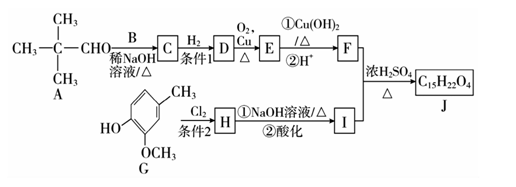 CH₃
CH₃—C—CHO
CH₃
A
B
稀NaOH
溶液/△
C
H₂
条件1
D
O₂,
Cu
△
E
①Cu(OH)₂
/△
②H⁺
F
浓H₂SO₄
△
C₁₅H₂₂O₄
J
CH₃
HO
OCH₃
G
Cl₂
条件2
H
①NaOH溶液/△
②酸化
I